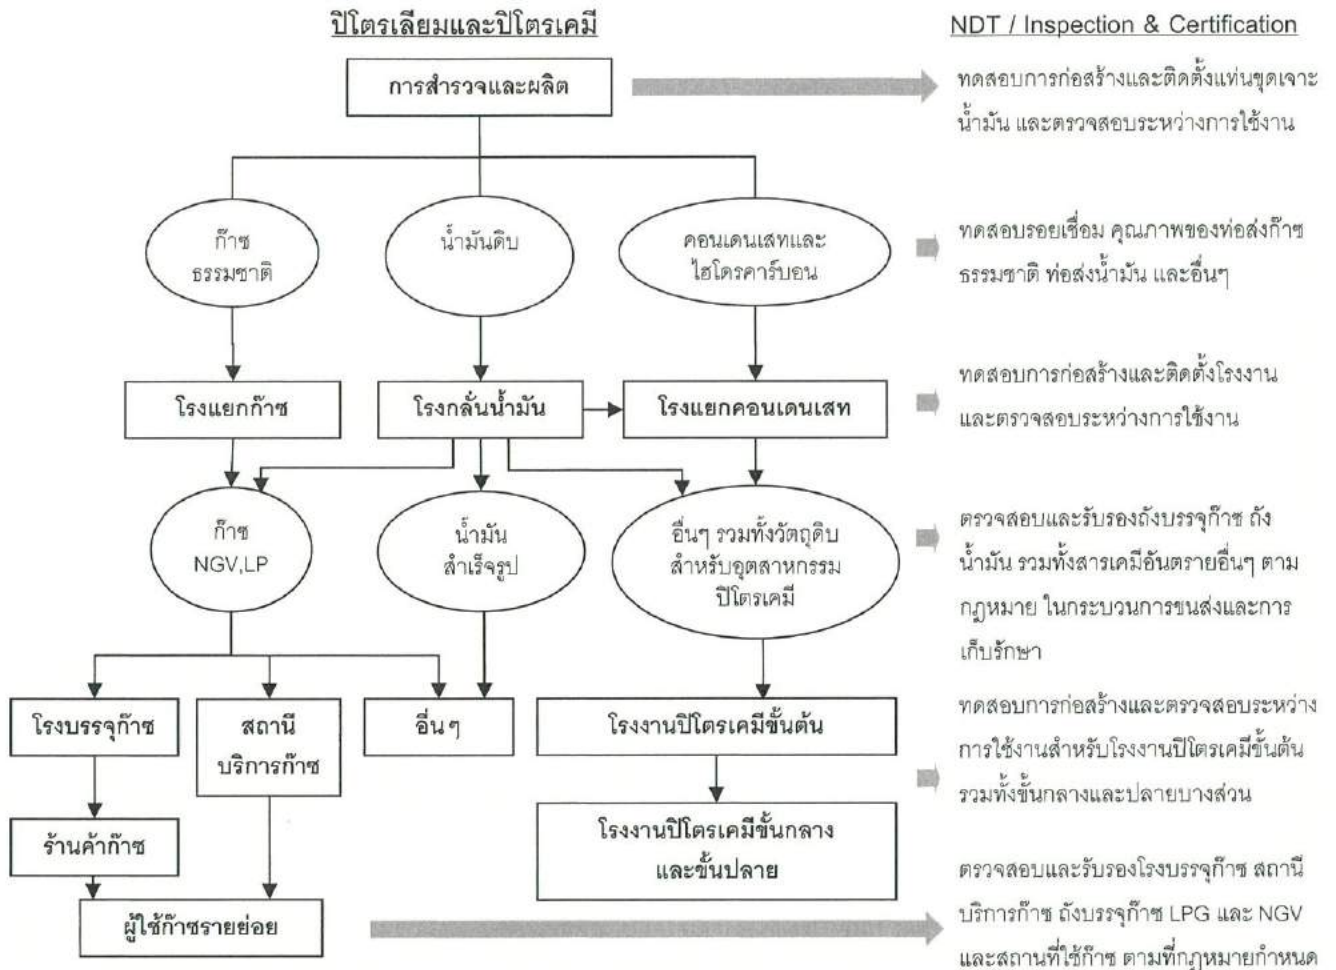 ปิโตรเลียมและปิโตรเคมี
NDT / Inspection & Certification
การสำรวจและผลิต
ทดสอบการก่อสร้างและติดตั้งแท่นขุดเจาะ
น้ำมัน และตรวจสอบระหว่างการใช้งาน
ก๊าซ
ธรรมชาติ
น้ำมันดิบ
คอนเดนเสทและ
ไฮโดรคาร์บอน
ทดสอบรอยเชื่อม คุณภาพของท่อส่งก๊าซ
ธรรมชาติ ท่อส่งน้ำมัน และอื่นๆ
โรงแยกก๊าซ
โรงกลั่นน้ำมัน
โรงแยกคอนเดนเสท
ทดสอบการก่อสร้างและติดตั้งโรงงาน
และตรวจสอบระหว่างการใช้งาน
ก๊าซ
NGV,LP
น้ำมัน
สำเร็จรูป
อื่นๆ รวมทั้งวัตถุดิบ
สำหรับอุตสาหกรรม
ปิโตรเคมี
ตรวจสอบและรับรองถังบรรจุก๊าซ ถัง
น้ำมัน รวมทั้งสารเคมีอันตรายอื่นๆ ตาม
กฎหมาย ในกระบวนการขนส่งและการ
เก็บรักษา
โรงบรรจุก๊าซ
สถานี
บริการก๊าซ
อื่นๆ
โรงงานปิโตรเคมีขั้นต้น
ทดสอบการก่อสร้างและตรวจสอบระหว่าง
การใช้งานสำหรับโรงงานปิโตรเคมีขั้นต้น
รวมทั้งขั้นกลางและปลายบางส่วน
ร้านค้าก๊าซ
โรงงานปิโตรเคมีขั้นกลาง
และขั้นปลาย
ผู้ใช้ก๊าซรายย่อย
ตรวจสอบและรับรองโรงบรรจุก๊าซ สถานี
บริการก๊าซ ถังบรรจุก๊าซ LPG และ NGV
และสถานที่ใช้ก๊าซ ตามที่กฎหมายกำหนด